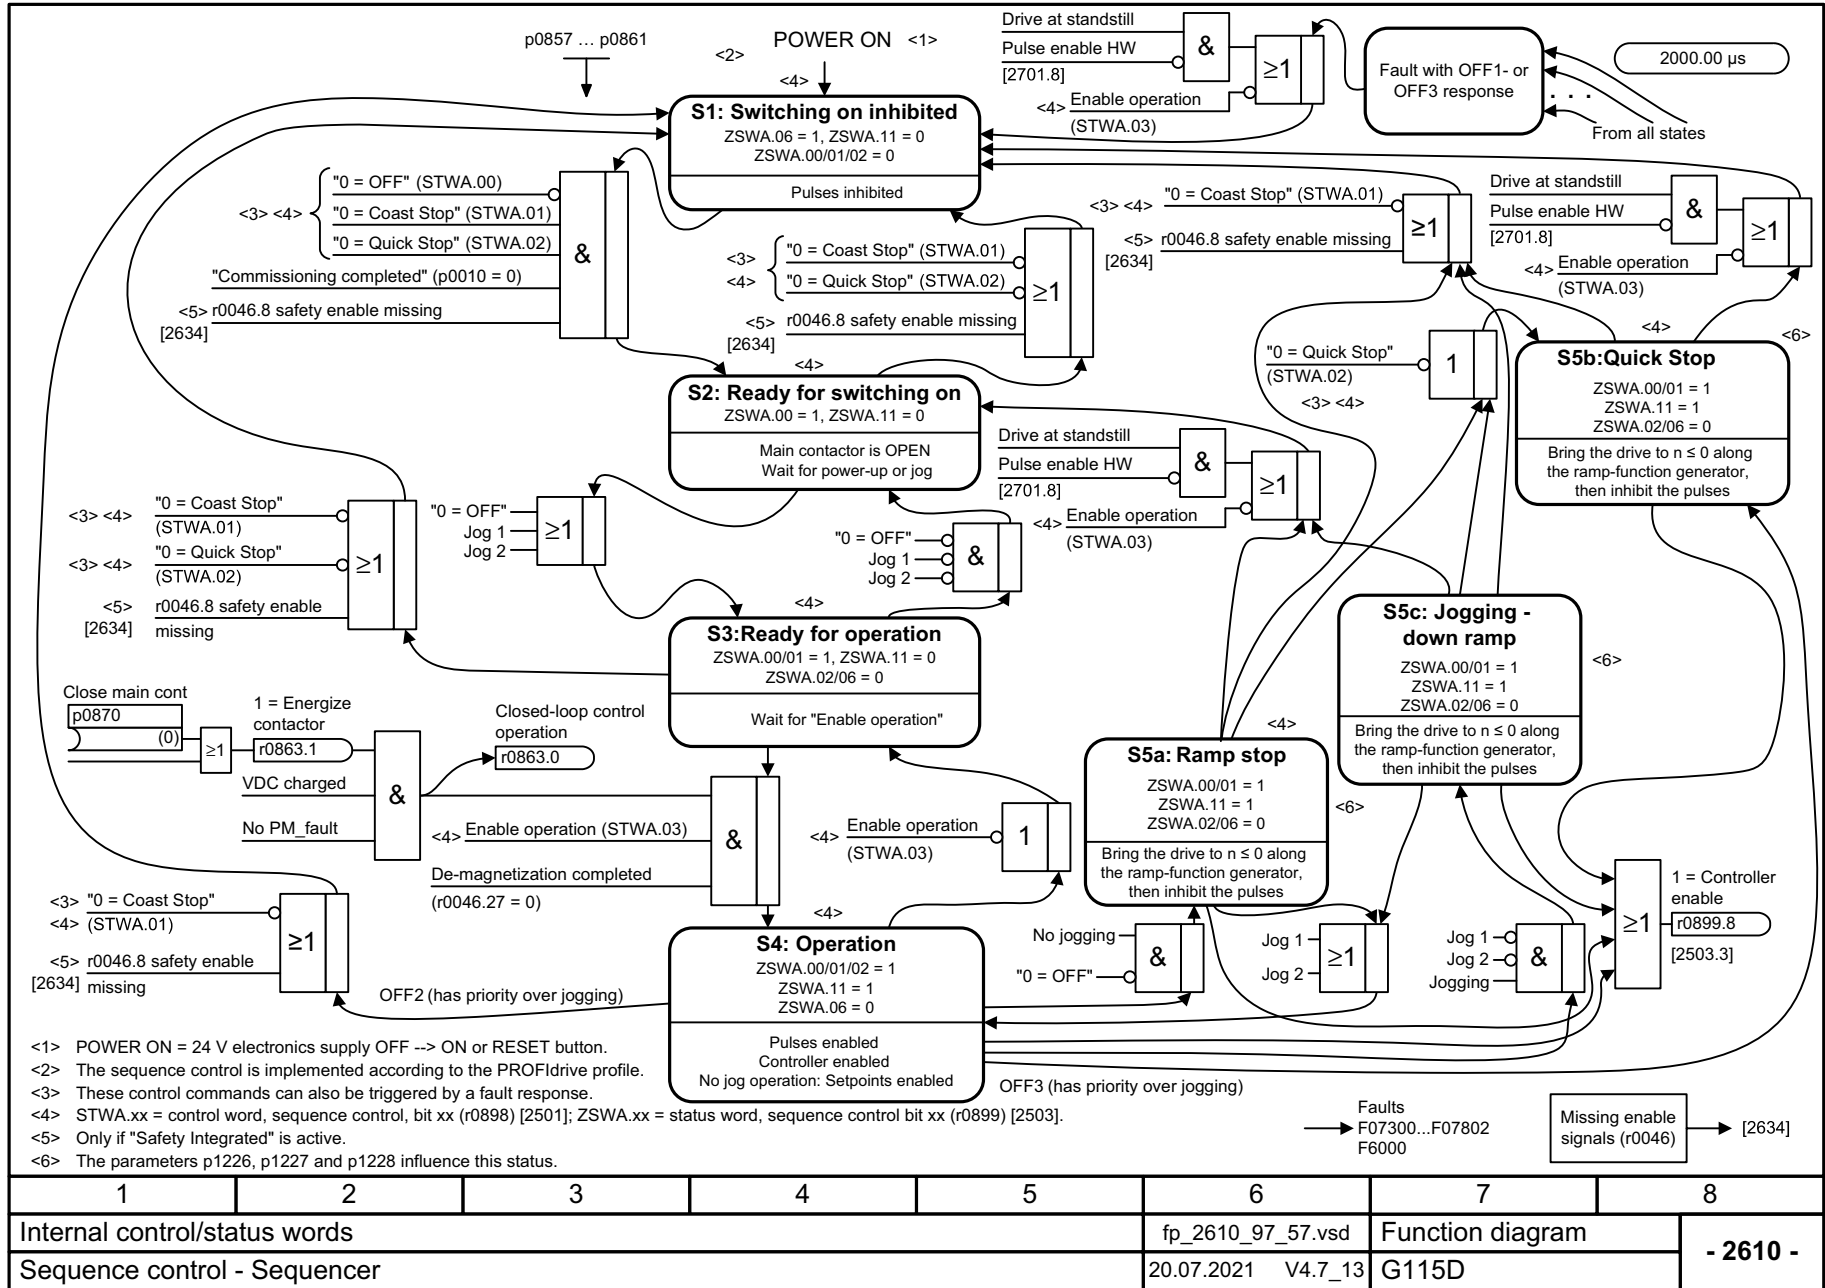 p0857 ... p0861
<2>
POWER ON <1>
<4>
Drive at standstill
Pulse enable HW
[2701.8]
&
≥1
<4> Enable operation
(STWA.03)
Fault with OFF1- or
OFF3 response
. . .
From all states
2000.00 µs
S1: Switching on inhibited
ZSWA.06 = 1, ZSWA.11 = 0
ZSWA.00/01/02 = 0
Pulses inhibited
<3> <4>
"0 = OFF" (STWA.00)
"0 = Coast Stop" (STWA.01)
"0 = Quick Stop" (STWA.02)
"Commissioning completed" (p0010 = 0)
<5> r0046.8 safety enable missing
[2634]
&
<3>
<4>
"0 = Coast Stop" (STWA.01)
"0 = Quick Stop" (STWA.02)
<5> r0046.8 safety enable missing
[2634]
≥1
<3> <4> "0 = Coast Stop" (STWA.01)
<5> r0046.8 safety enable missing
[2634]
≥1
Drive at standstill
Pulse enable HW
[2701.8]
&
≥1
<4> Enable operation
(STWA.03)
"0 = Quick Stop"
(STWA.02)
<3> <4>
1
<4>
<6>
S5b:Quick Stop
ZSWA.00/01 = 1
ZSWA.11 = 1
ZSWA.02/06 = 0
Bring the drive to n ≤ 0 along
the ramp-function generator,
then inhibit the pulses
<4>
S2: Ready for switching on
ZSWA.00 = 1, ZSWA.11 = 0
Main contactor is OPEN
Wait for power-up or jog
Drive at standstill
Pulse enable HW
[2701.8]
&
≥1
<4> Enable operation
(STWA.03)
<3> <4> "0 = Coast Stop"
(STWA.01)
<3> <4> "0 = Quick Stop"
(STWA.02)
<5> r0046.8 safety enable
[2634] missing
≥1
"0 = OFF"
Jog 1
Jog 2
≥1
"0 = OFF"
Jog 1
Jog 2
&
<4>
S3:Ready for operation
ZSWA.00/01 = 1, ZSWA.11 = 0
ZSWA.02/06 = 0
Wait for "Enable operation"
S5c: Jogging -
down ramp
ZSWA.00/01 = 1
ZSWA.11 = 1
ZSWA.02/06 = 0
Bring the drive to n ≤ 0 along
the ramp-function generator,
then inhibit the pulses
<6>
<4>
S5a: Ramp stop
ZSWA.00/01 = 1
ZSWA.11 = 1
ZSWA.02/06 = 0
Bring the drive to n ≤ 0 along
the ramp-function generator,
then inhibit the pulses
<6>
Close main cont
p0870
(0)
≥1
1 = Energize
contactor
r0863.1
VDC charged
No PM_fault
&
Closed-loop control
operation
r0863.0
<4> Enable operation (STWA.03)
De-magnetization completed
(r0046.27 = 0)
&
<4> Enable operation
(STWA.03)
1
<3> "0 = Coast Stop"
<4> (STWA.01)
<5> r0046.8 safety enable
[2634] missing
≥1
OFF2 (has priority over jogging)
<4>
S4: Operation
ZSWA.00/01/02 = 1
ZSWA.11 = 1
ZSWA.06 = 0
Pulses enabled
Controller enabled
No jog operation: Setpoints enabled
No jogging
"0 = OFF"
&
Jog 1
Jog 2
≥1
Jog 1
Jog 2
Jogging
&
≥1
1 = Controller
enable
r0899.8
[2503.3]
OFF3 (has priority over jogging)
<1> POWER ON = 24 V electronics supply OFF --> ON or RESET button.
<2> The sequence control is implemented according to the PROFIdrive profile.
<3> These control commands can also be triggered by a fault response.
<4> STWA.xx = control word, sequence control, bit xx (r0898) [2501]; ZSWA.xx = status word, sequence control bit xx (r0899) [2503].
<5> Only if "Safety Integrated" is active.
<6> The parameters p1226, p1227 and p1228 influence this status.
Faults
F07300...F07802
F6000
Missing enable
signals (r0046)
[2634]
1 2 3 4 5 6 7 8
Internal control/status words
fp_2610_97_57.vsd
Function diagram
- 2610 -
Sequence control - Sequencer
20.07.2021 V4.7_13
G115D